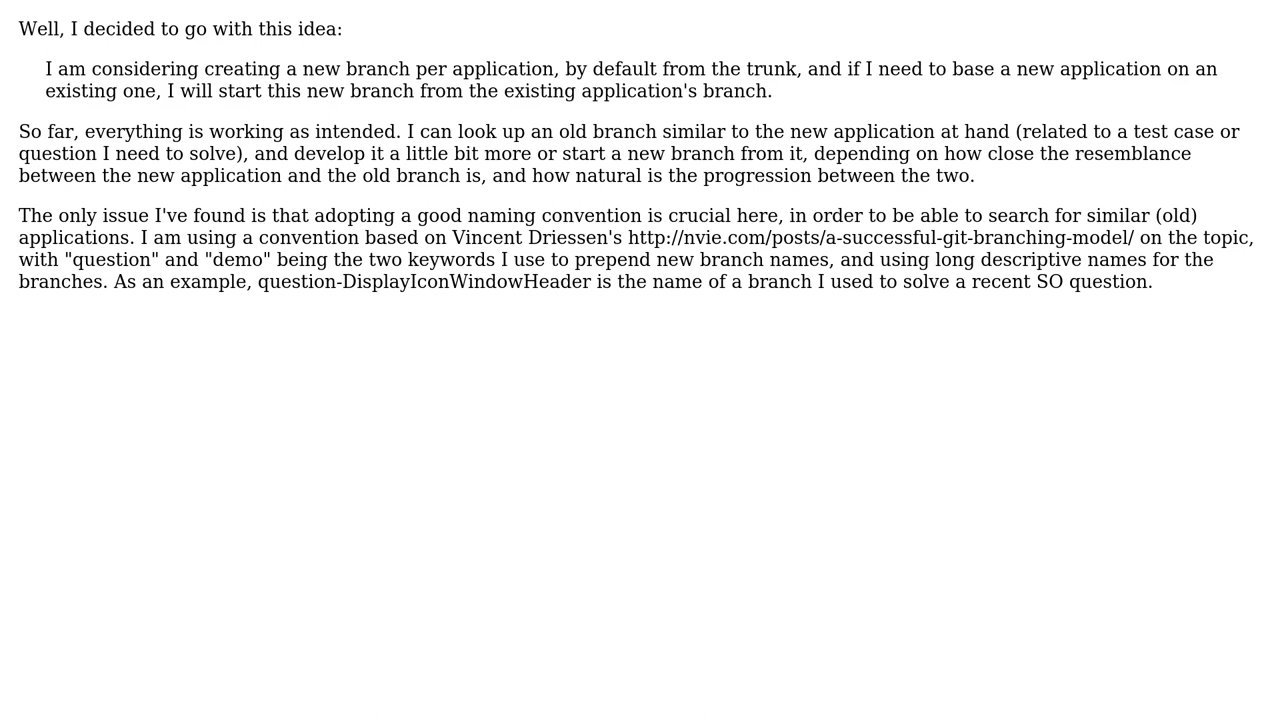 Well, I decided to go with this idea:
I am considering creating a new branch per application, by default from the trunk, and if I need to base a new application on an
existing one, I will start this new branch from the existing application's branch.
So far, everything is working as intended. I can look up an old branch similar to the new application at hand (related to a test case or
question I need to solve), and develop it a little bit more or start a new branch from it, depending on how close the resemblance
between the new application and the old branch is, and how natural is the progression between the two.
The only issue I've found is that adopting a good naming convention is crucial here, in order to be able to search for similar (old)
applications. I am using a convention based on Vincent Driessen's http://nvie.com/posts/a-successful-git-branching-model/ on the topic,
with "question" and "demo" being the two keywords I use to prepend new branch names, and using long descriptive names for the
branches. As an example, question-DisplayIconWindowHeader is the name of a branch I used to solve a recent SO question.